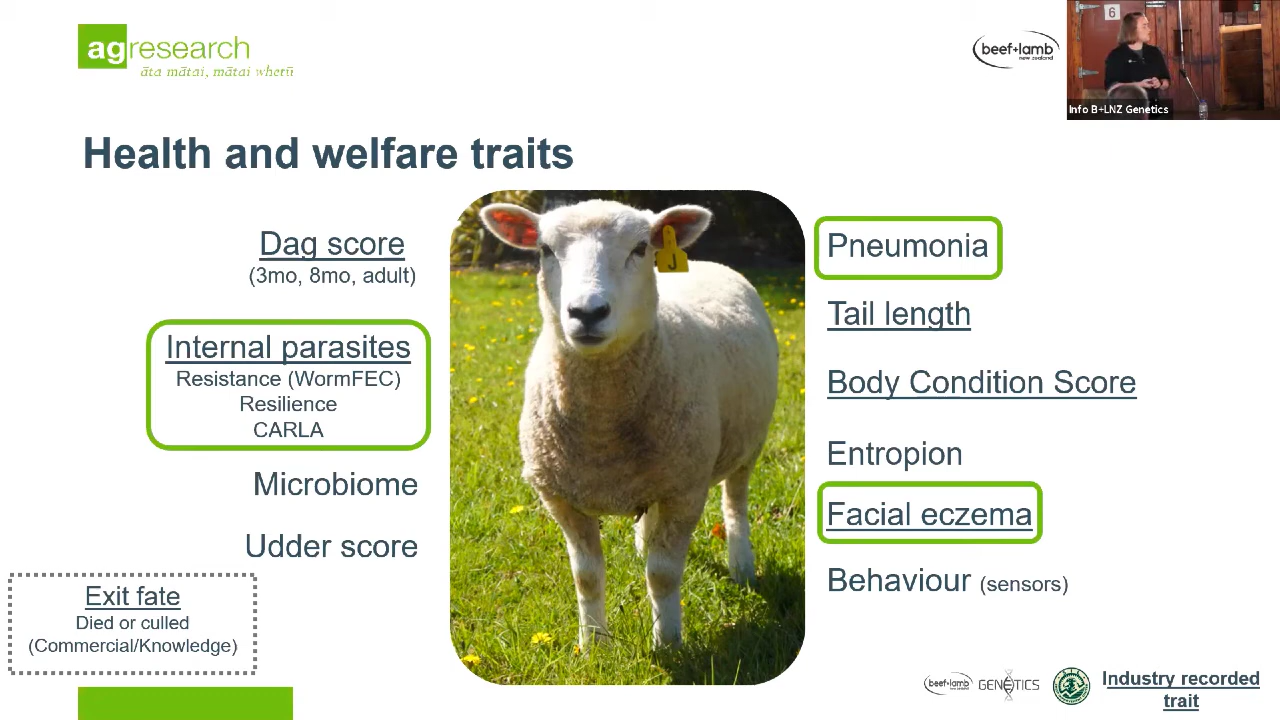 agresearch
āta mātai, mātai whetū
beef+lamb
new zealand
6
Info B+LNZ Genetics
Health and welfare traits
Dag score
(3mo, 8mo, adult)
Internal parasites
Resistance (WormFEC)
Resilience
CARLA
Microbiome
Udder score
Exit fate
Died or culled
(Commercial/Knowledge)
J
Pneumonia
Tail length
Body Condition Score
Entropion
Facial eczema
Behaviour (sensors)
beef+lamb
GENETICS
Industry recorded
trait